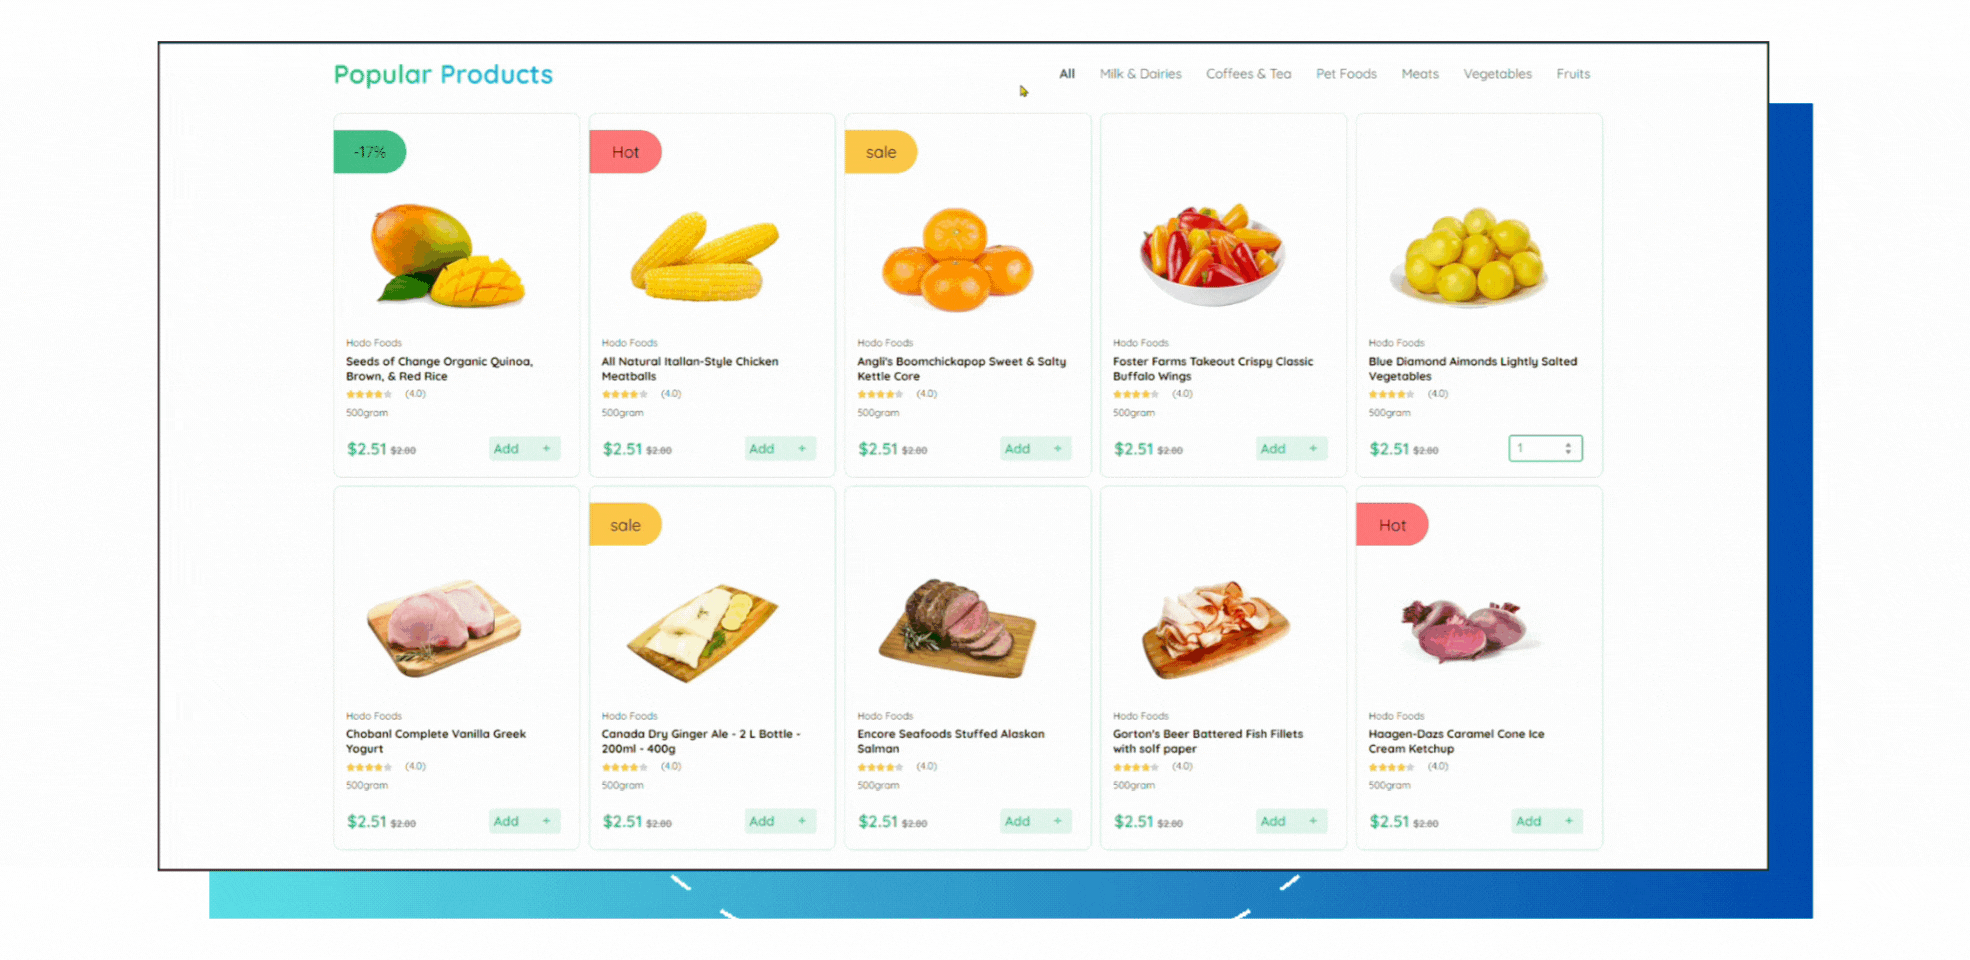 Popular Products
All Milk & Dairies Coffees & Tea Pet Foods Meats Vegetables Fruits
-17%
Hodo Foods
Seeds of Change Organic Quinoa,
Brown, & Red Rice
(4.0)
500gram
$2.51 $2.80
Add +
Hot
Hodo Foods
All Natural Itallan-Style Chicken
Meatballs
(4.0)
500gram
$2.51 $2.80
Add +
sale
Hodo Foods
Angli's Boomchickapop Sweet & Salty
Kettle Core
(4.0)
500gram
$2.51 $2.80
Add +
Hodo Foods
Foster Farms Takeout Crispy Classic
Buffalo Wings
(4.0)
500gram
$2.51 $2.80
Add +
Hodo Foods
Blue Diamond Aimonds Lightly Salted
Vegetables
(4.0)
500gram
$2.51 $2.80
1
Hodo Foods
Chobanl Complete Vanilla Greek
Yogurt
(4.0)
500gram
$2.51 $2.80
Add +
sale
Hodo Foods
Canada Dry Ginger Ale - 2 L Bottle -
200ml - 400g
(4.0)
500gram
$2.51 $2.80
Add +
Hodo Foods
Encore Seafoods Stuffed Alaskan
Salman
(4.0)
500gram
$2.51 $2.80
Add +
Hodo Foods
Gorton's Beer Battered Fish Fillets
with solf paper
(4.0)
500gram
$2.51 $2.80
Add +
Hot
Hodo Foods
Haagen-Dazs Caramel Cone Ice
Cream Ketchup
(4.0)
500gram
$2.51 $2.80
Add +